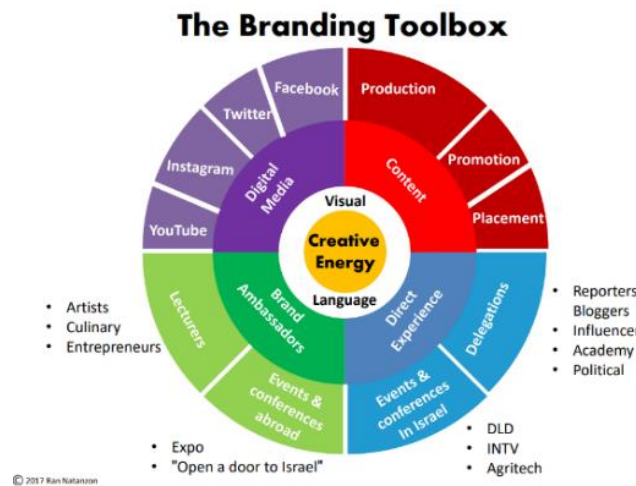 The Branding Toolbox
Facebook
Twitter
Instagram
YouTube
Digital
Media
Production
Promotion
Placement
Content
Visual
Creative
Energy
Language
Lecturers
Brand
Ambassadors
Events &
conferences
abroad
Direct
Experience
Delegations
Events &
conferences
In Israel
• Artists
• Culinary
• Entrepreneurs
• Reporters
Bloggers
• Influencer
• Academy
• Political
• Expo
• "Open a door to Israel"
• DLD
• INTV
• Agritech
© 2017 Ran Natanzon